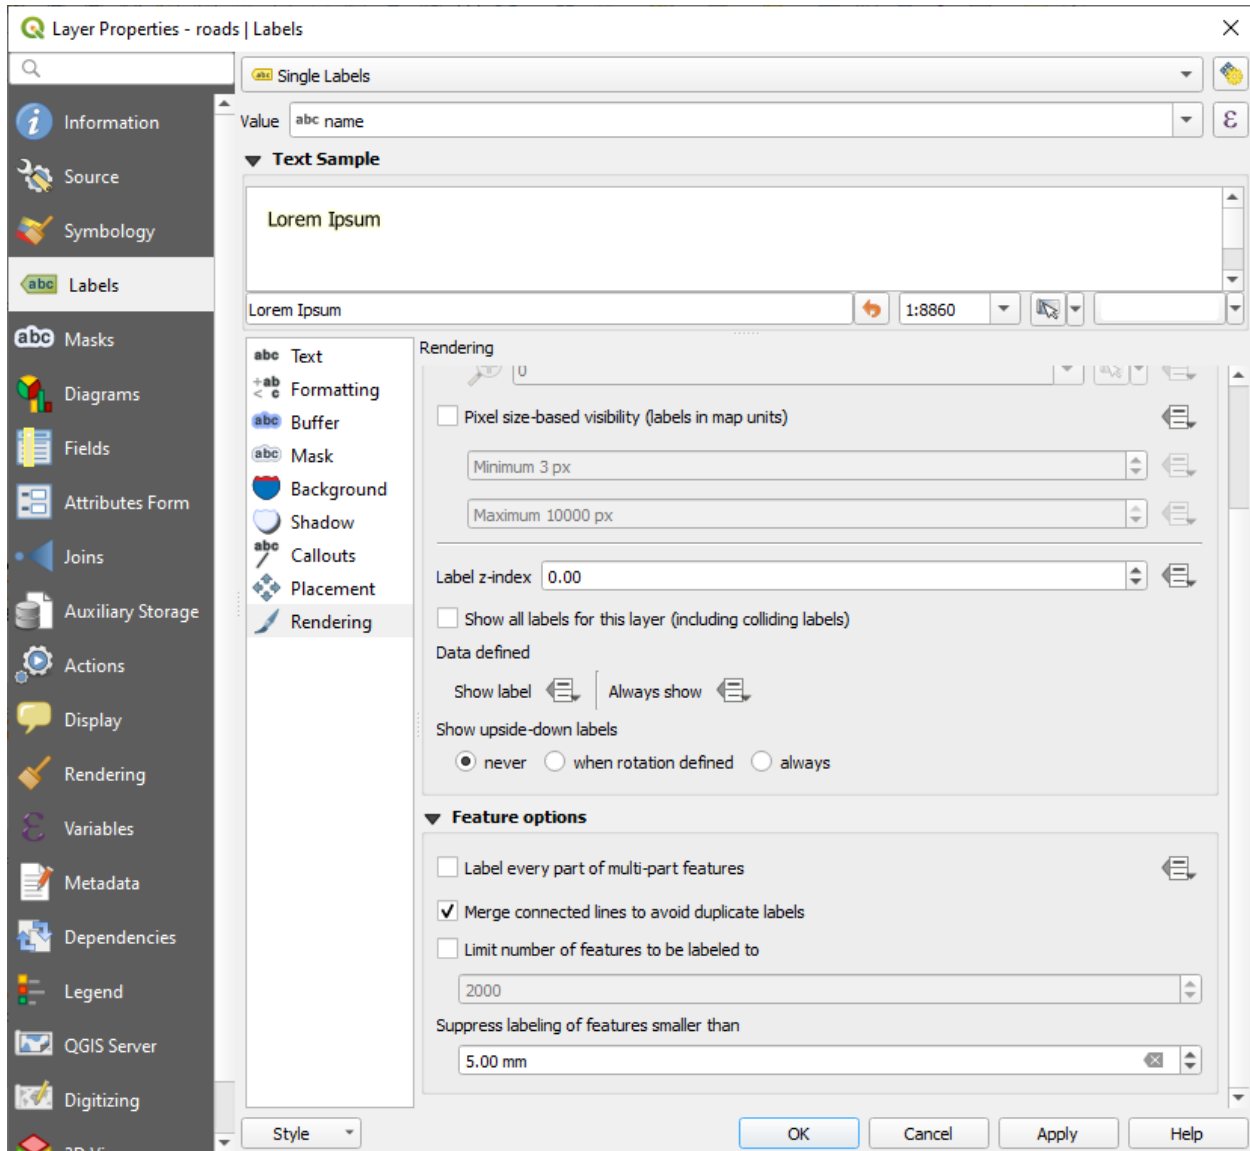 Layer Properties - roads | Labels
Single Labels
Value abc name
Text Sample
Lorem Ipsum
Lorem Ipsum
1:8860
Information
Source
Symbology
abc Labels
abc Masks
Diagrams
Fields
Attributes Form
Joins
Auxiliary Storage
Actions
Display
Rendering
Variables
Metadata
Dependencies
Legend
QGIS Server
Digitizing
abc Text
+ab < c Formatting
abc Buffer
abc Mask
Background
Shadow
abc Callouts
Placement
Rendering
Rendering
0
Pixel size-based visibility (labels in map units)
Minimum 3 px
Maximum 10000 px
Label z-index 0.00
Show all labels for this layer (including colliding labels)
Data defined
Show label Always show
Show upside-down labels
never when rotation defined always
Feature options
Label every part of multi-part features
Merge connected lines to avoid duplicate labels
Limit number of features to be labeled to
2000
Suppress labeling of features smaller than
5.00 mm
Style OK Cancel Apply Help